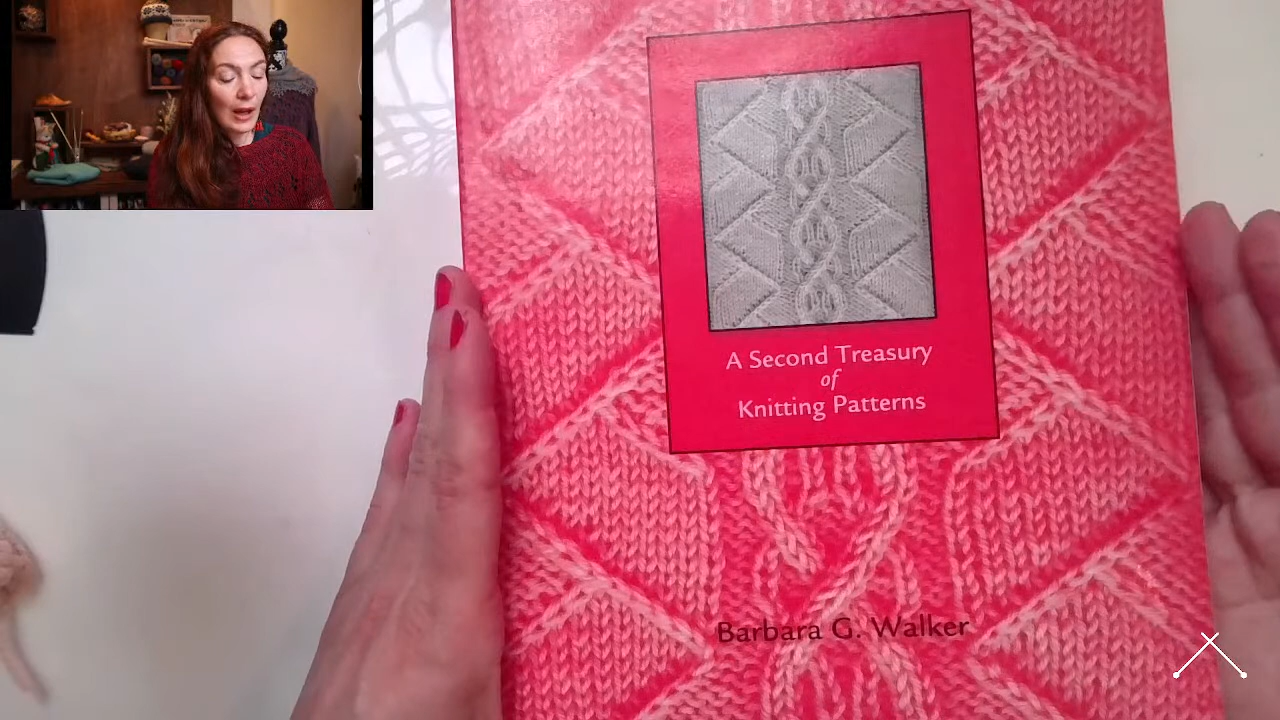 A Second Treasury
of
Knitting Patterns
Barbara G. Walker